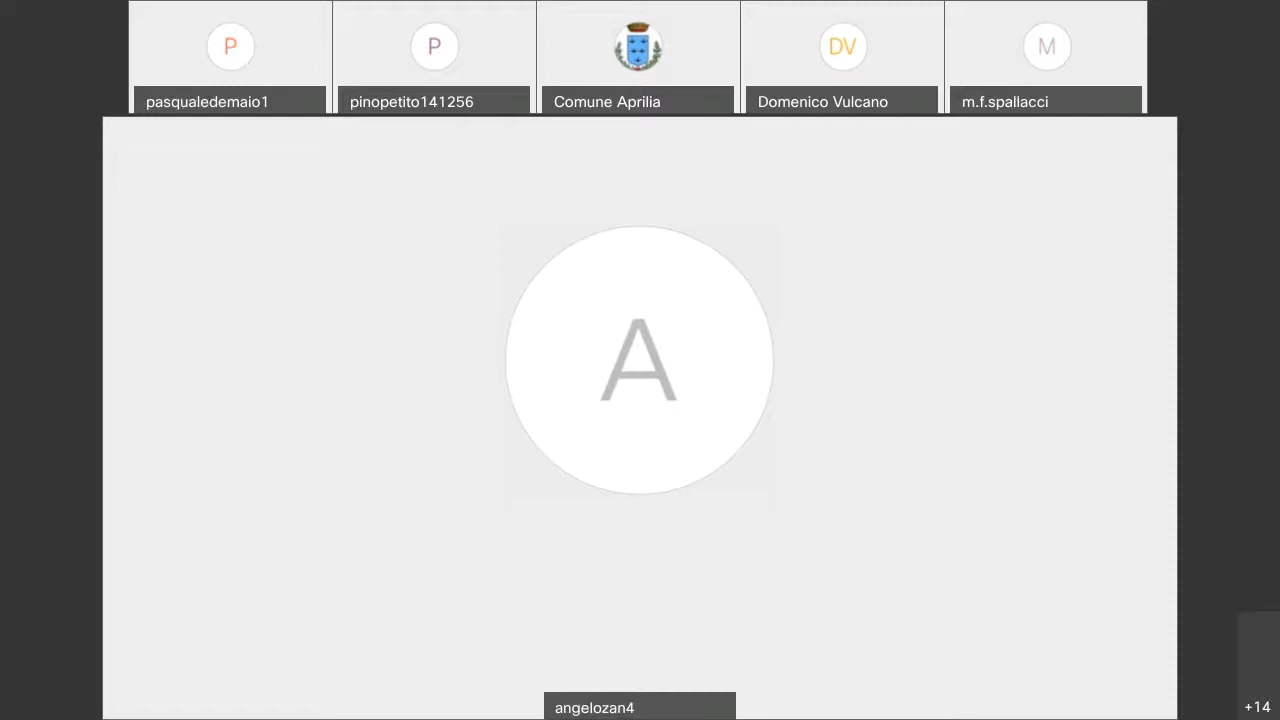 P
P
DV
M
pasqualedemaio1
pinopetito141256
Comune Aprilia
Domenico Vulcano
m.f.spallacci
A
angelozan4
+14